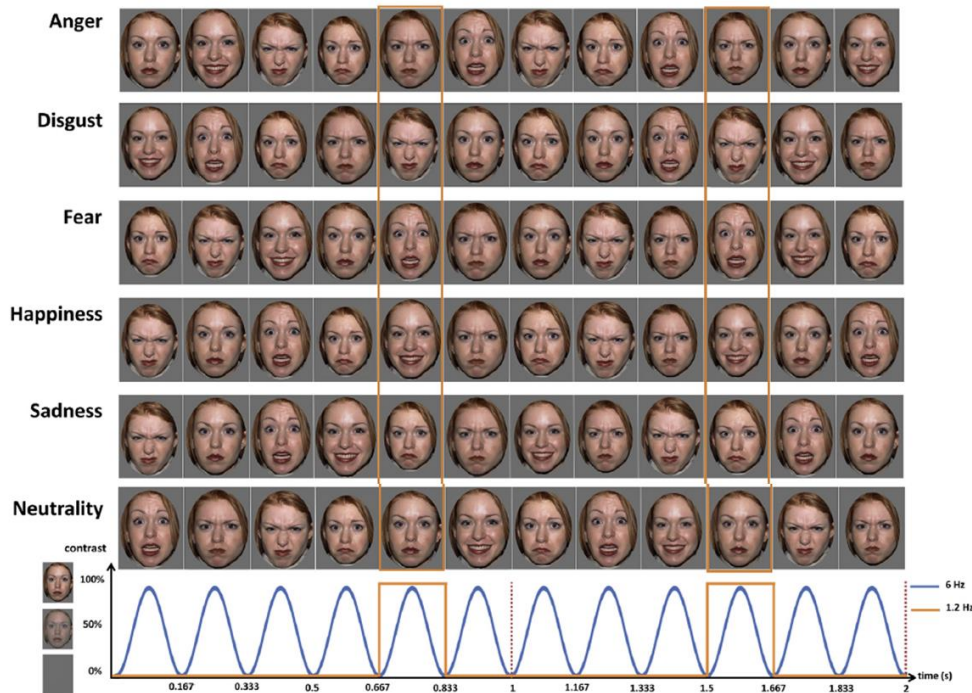 Anger
Disgust
Fear
Happiness
Sadness
Neutrality
contrast
100%
50%
0%
6 Hz
1.2 Hz
time (s)
0.167 0.333 0.5 0.667 0.833 1 1.167 1.333 1.5 1.667 1.833 2